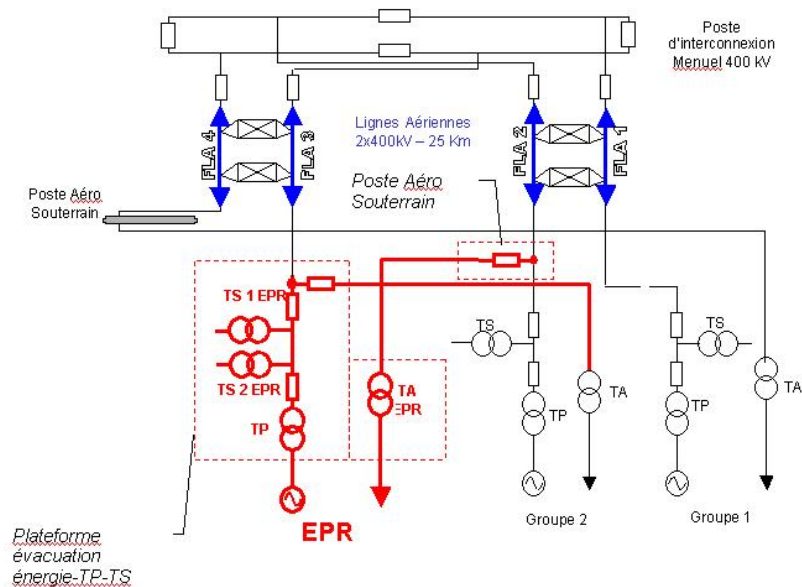 Poste
d'interconnexion
Menuel 400 kV
FLA 4
FLA 3
Lignes Aériennes
2x400kV – 25 Km
FLA 2
FLA 1
Poste Aéro
Souterrain
Poste Aéro
Souterrain
TS 1 EPR
TS 2 EPR
TP
TA
EPR
TS
TP
TA
TS
TP
TA
EPR
Groupe 2
Groupe 1
Plateforme
évacuation
énergie-TP-TS